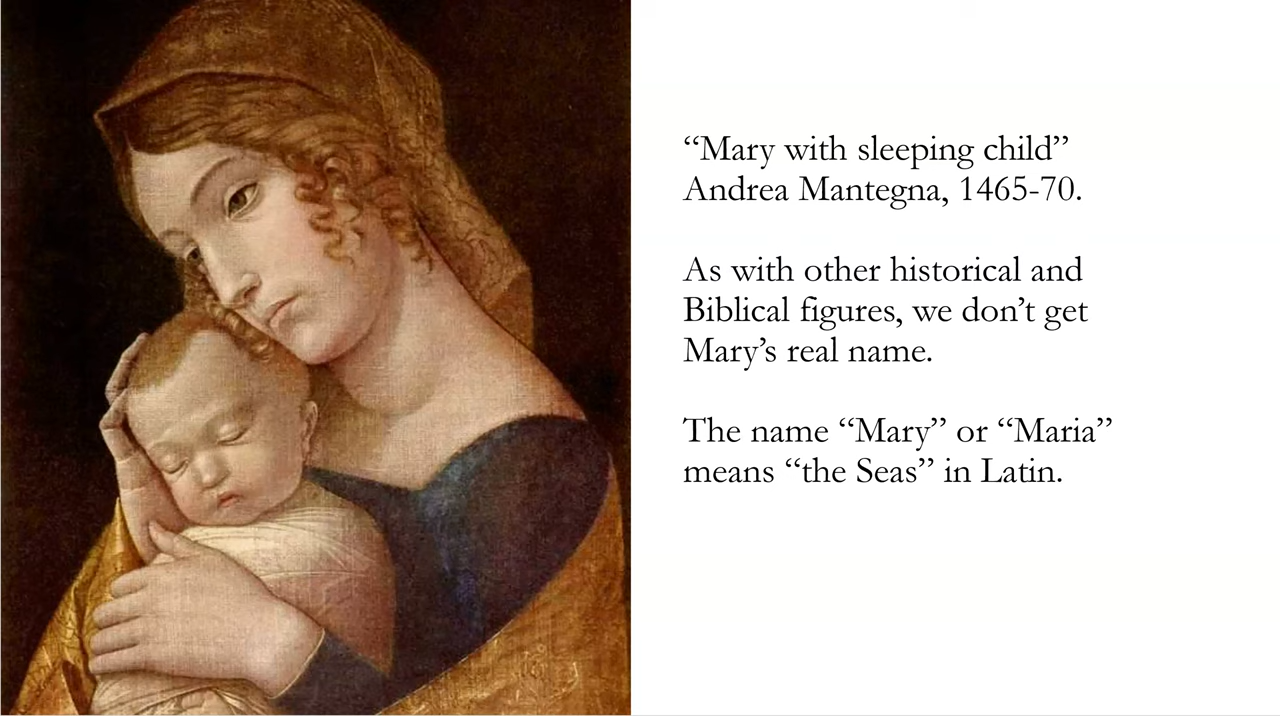 “Mary with sleeping child”
Andrea Mantegna, 1465-70.
As with other historical and
Biblical figures, we don’t get
Mary’s real name.
The name “Mary” or “Maria”
means “the Seas” in Latin.